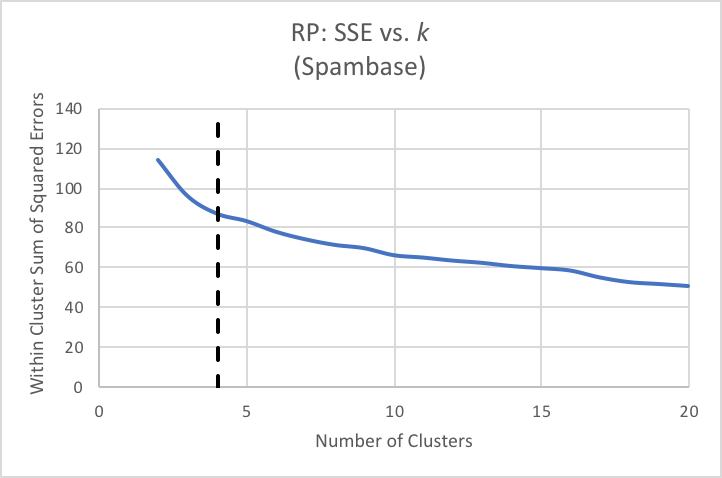 RP: SSE vs. k
(Spambase)
Within Cluster Sum of Squared Errors
140
120
100
80
60
40
20
0
0 5 10 15 20
Number of Clusters